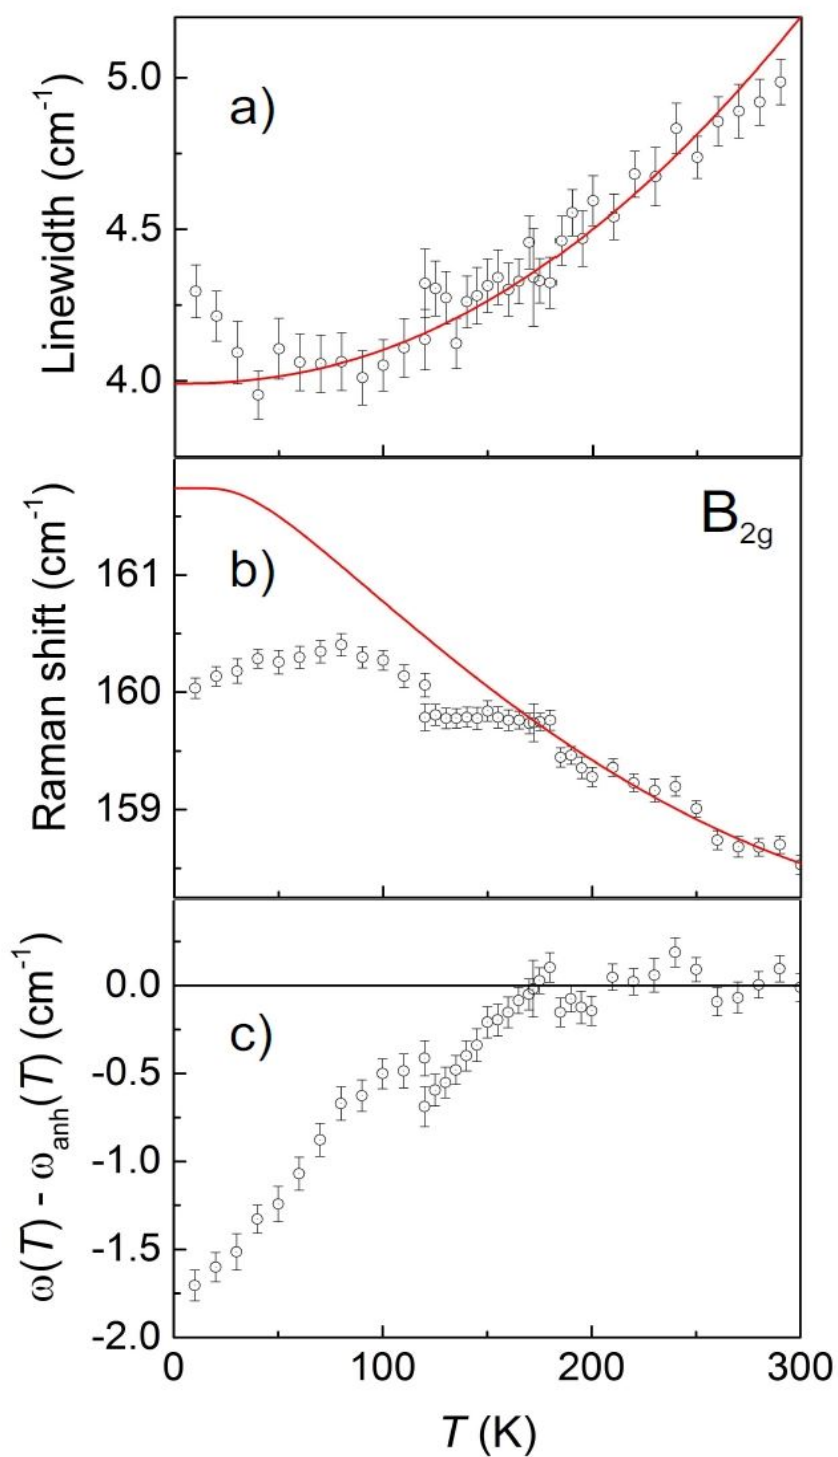 5.0
a)
4.5
4.0
Linewidth (cm⁻¹)
B₂g
161
b)
160
159
Raman shift (cm⁻¹)
0.0
c)
-0.5
-1.0
-1.5
-2.0
ω(T) - ωanh(T) (cm⁻¹)
0 100 200 300
T (K)